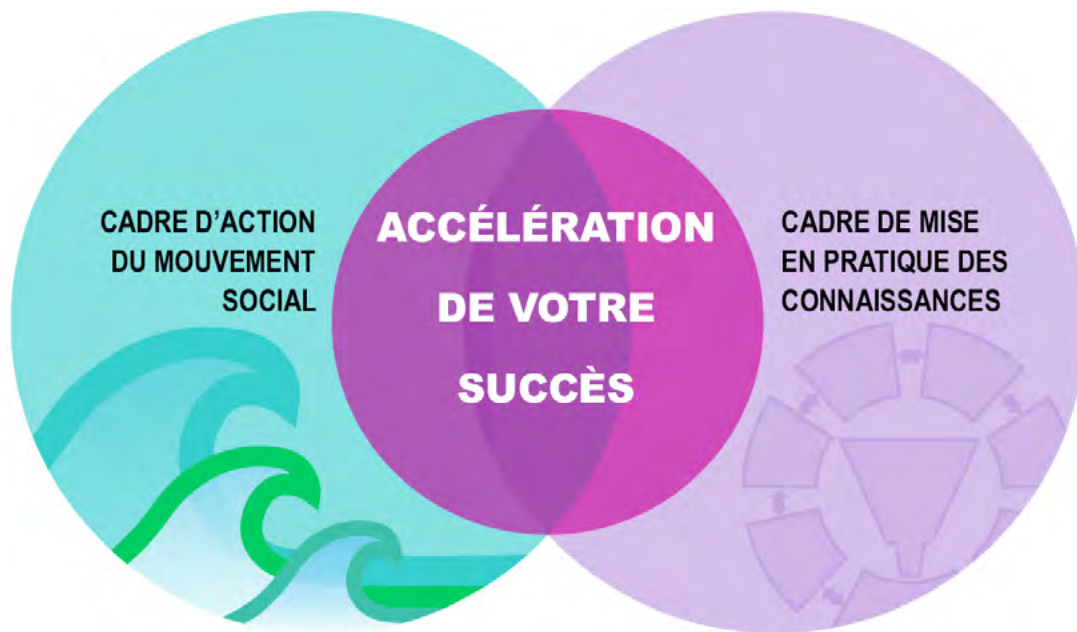 CADRE D’ACTION
DU MOUVEMENT
SOCIAL
ACCÉLÉRATION
DE VOTRE
SUCCÈS
CADRE DE MISE
EN PRATIQUE DES
CONNAISSANCES